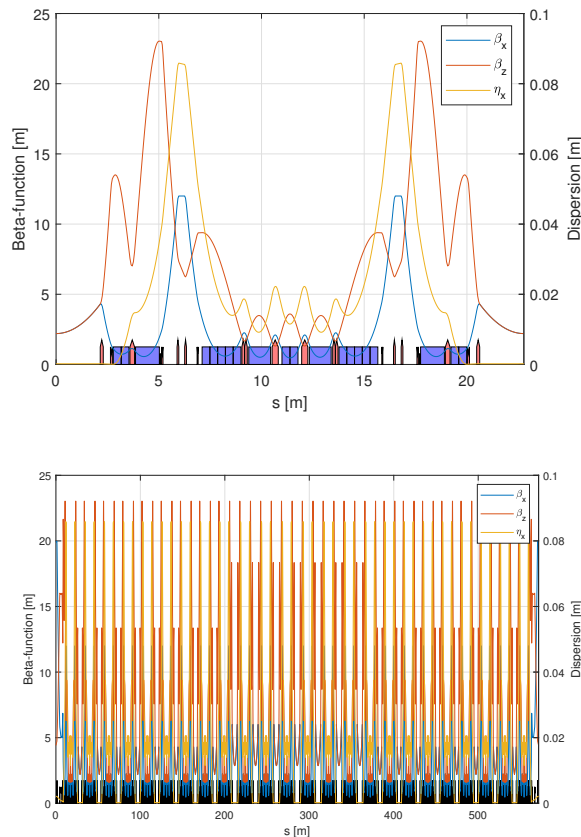 25
20
15
10
5
0
Beta-function [m]
0.1
0.08
0.06
0.04
0.02
0
Dispersion [m]
βx
βz
ηx
0 5 10 15 20
s [m]
25
20
15
10
5
0
Beta-function [m]
0.1
0.08
0.06
0.04
0.02
0
Dispersion [m]
βx
βz
ηx
0 100 200 300 400 500
s [m]